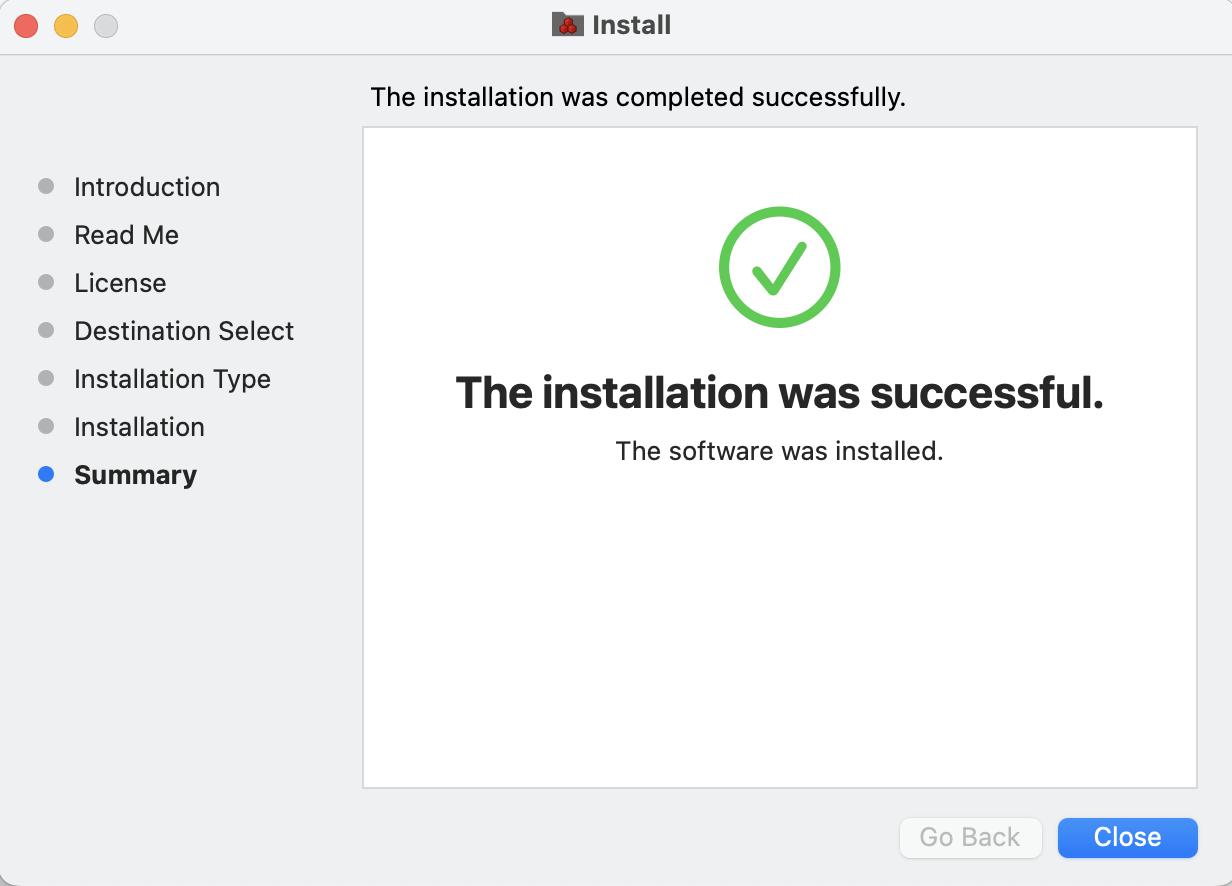 Install
The installation was completed successfully.
Introduction
Read Me
License
Destination Select
Installation Type
Installation
Summary
The installation was successful.
The software was installed.
Go Back
Close